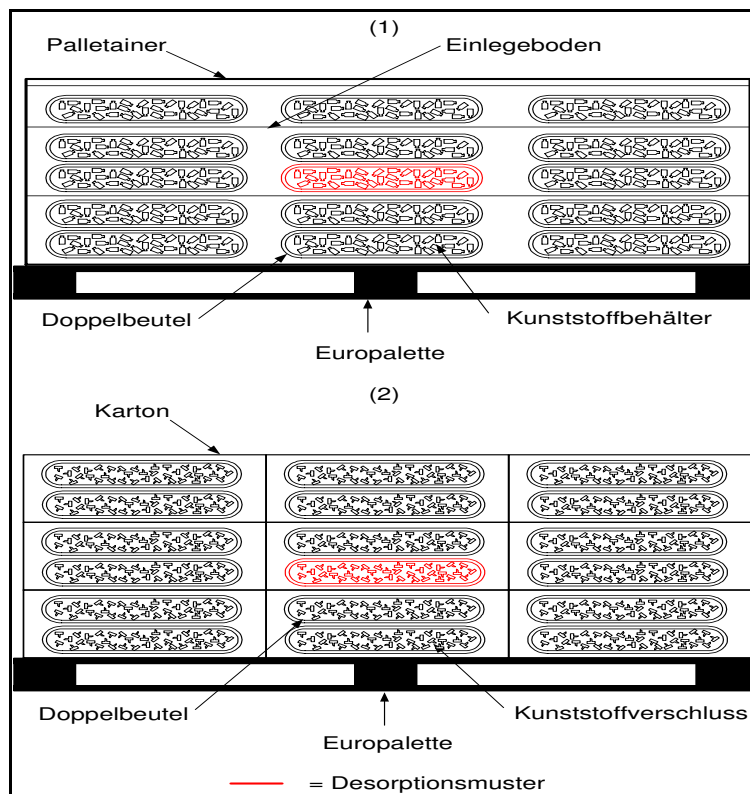 (1)
Palletainer
Einlegeboden
Doppelbeutel
Kunststoffbehälter
Europalette
(2)
Karton
Doppelbeutel
Kunststoffverschluss
Europalette
= Desorptionsmuster